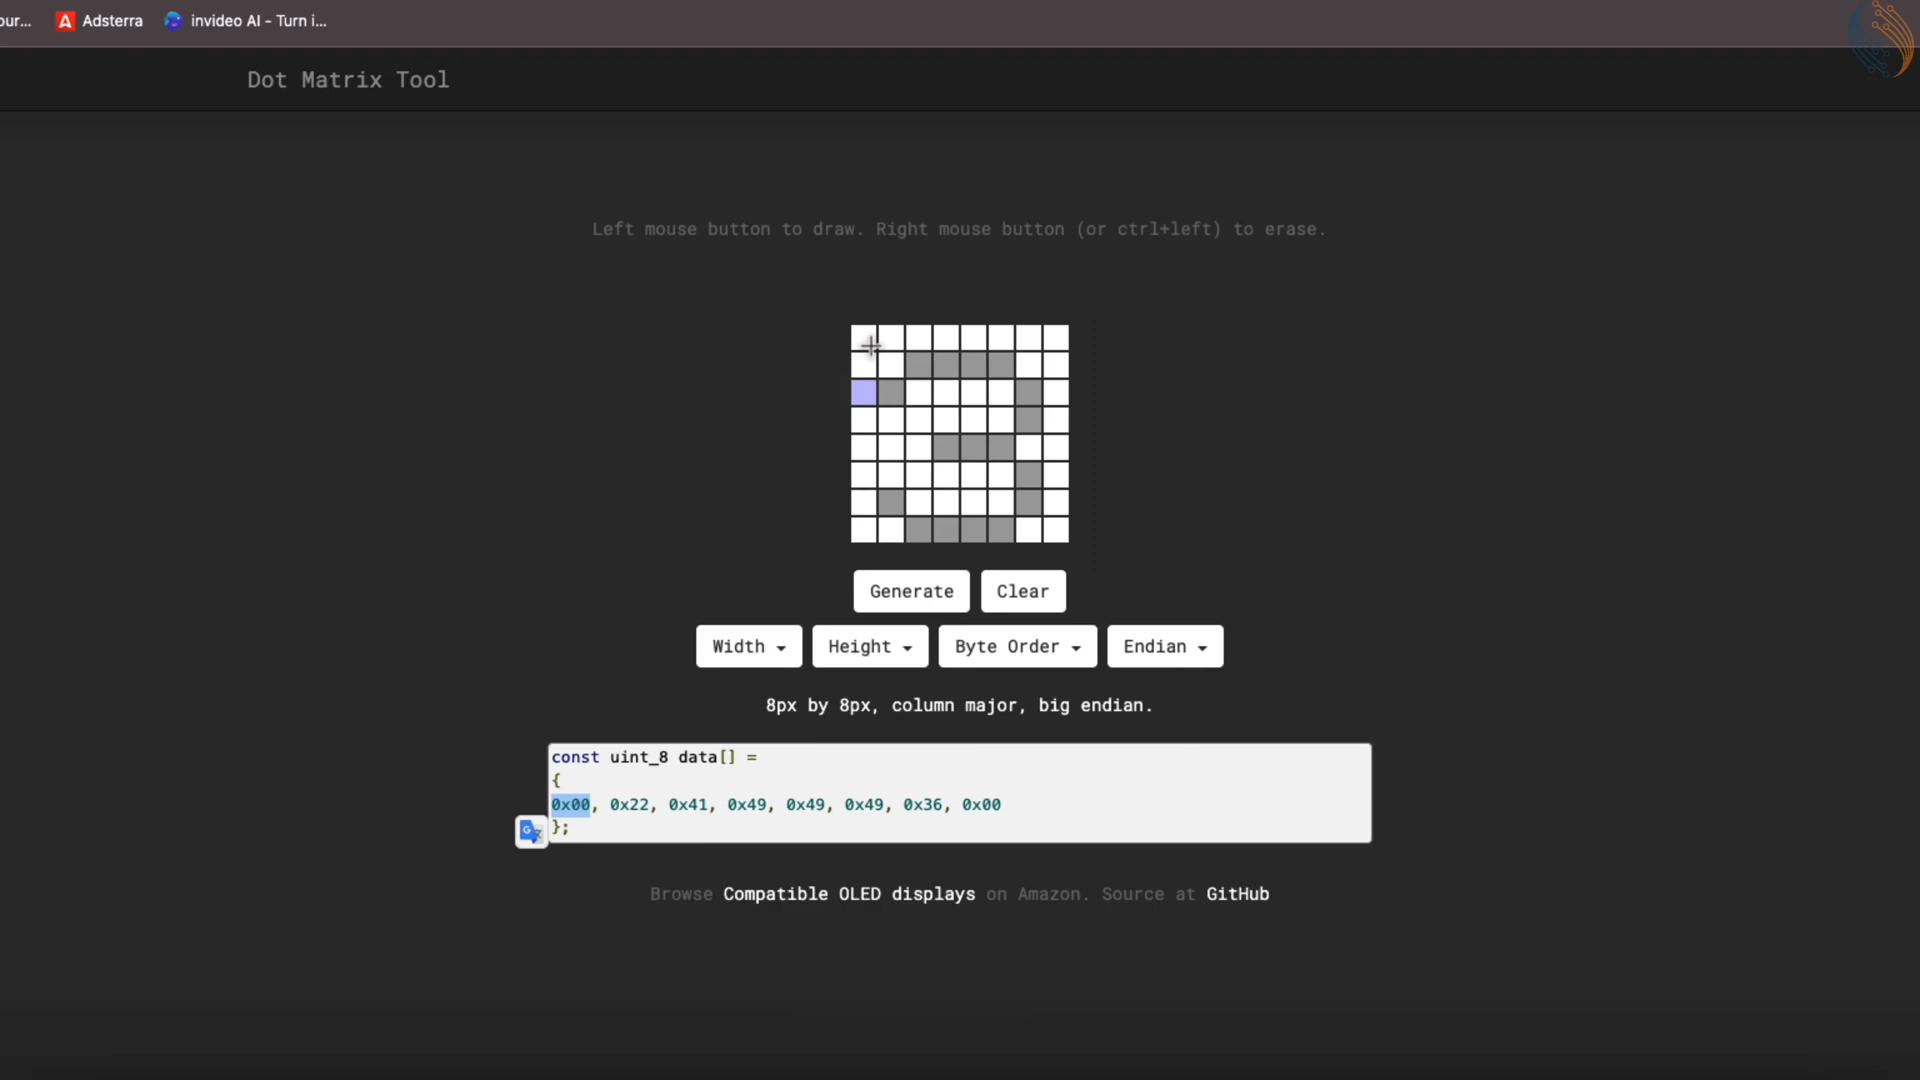 our...
Adsterra
invideo AI - Turn i...
Dot Matrix Tool
Left mouse button to draw. Right mouse button (or ctrl+left) to erase.
Generate
Clear
Width
Height
Byte Order
Endian
8px by 8px, column major, big endian.
const uint_8 data[] =
{
0x00, 0x22, 0x41, 0x49, 0x49, 0x49, 0x36, 0x00
};
Browse Compatible OLED displays on Amazon. Source at GitHub